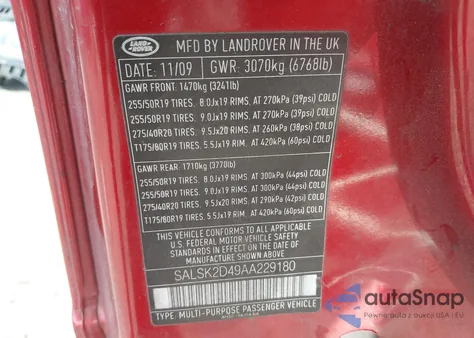 LAND
ROVER
MFD BY LANDROVER IN THE UK
DATE: 11/09 GWR: 3070kg (6768lb)
GAWR FRONT: 1470kg (3241lb)
255/50R19 TIRES. 8.0Jx19 RIMS, AT 270kPa (39psi) COLD
255/50R19 TIRES. 9.0Jx19 RIMS, AT 270kPa (39psi) COLD
275/40R20 TIRES. 9.5Jx20 RIMS, AT 260kPa (38psi) COLD
T175/80R19 TIRES. 5.5Jx19 RIM, AT 420kPa (60psi) COLD
GAWR REAR: 1710kg (3770lb)
255/50R19 TIRES. 8.0Jx19 RIMS, AT 300kPa (44psi) COLD
255/50R19 TIRES. 9.0Jx19 RIMS, AT 300kPa (44psi) COLD
275/40R20 TIRES. 9.5Jx20 RIMS, AT 290kPa (42psi) COLD
T175/80R19 TIRES. 5.5Jx19 RIM, AT 420kPa (60psi) COLD
THIS VEHICLE CONFORMS TO ALL APPLICABLE
FEDERAL MOTOR VEHICLE SAFETY STANDARDS
IN EFFECT ON THE DATE OF MANUFACTURE
SHOWN ABOVE.
SALSK2D49AA229180
TYPE: MULTI-PURPOSE PASSENGER VEHICLE
autoSnap
Доступні авто з аукціонів USA і EU